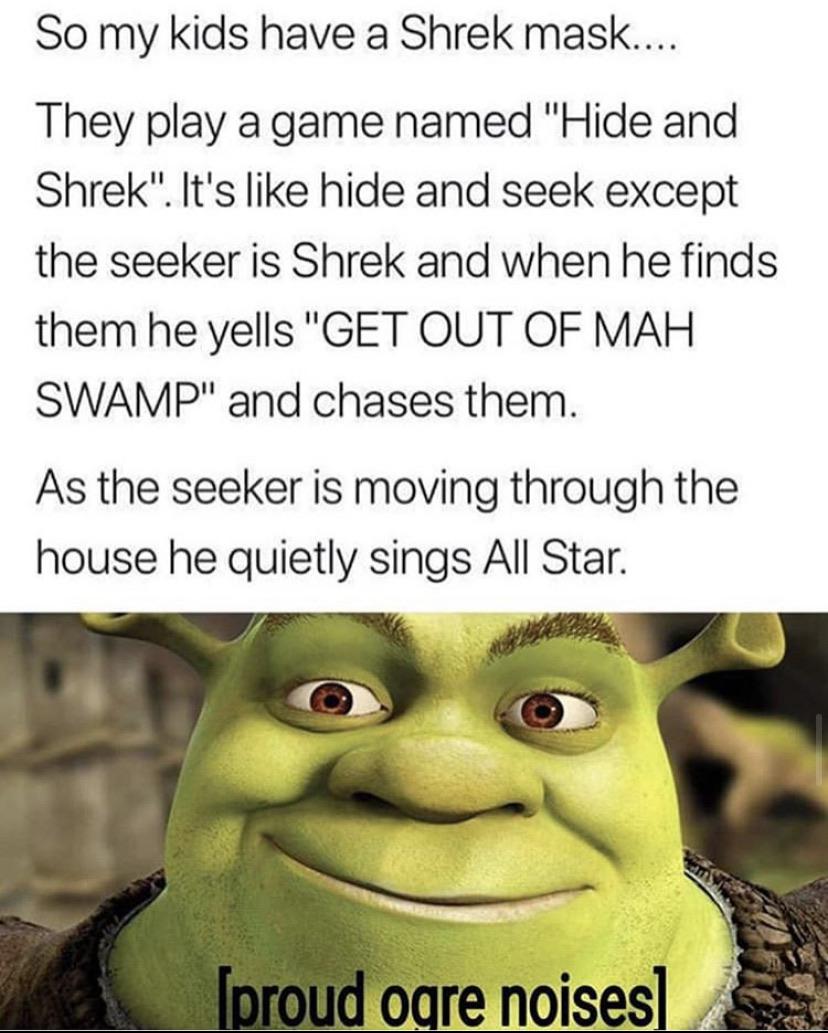 So my kids have a Shrek mask....
They play a game named "Hide and
Shrek". It's like hide and seek except
the seeker is Shrek and when he finds
them he yells "GET OUT OF MAH
SWAMP" and chases them.
As the seeker is moving through the
house he quietly sings All Star.
[proud ogre noises]